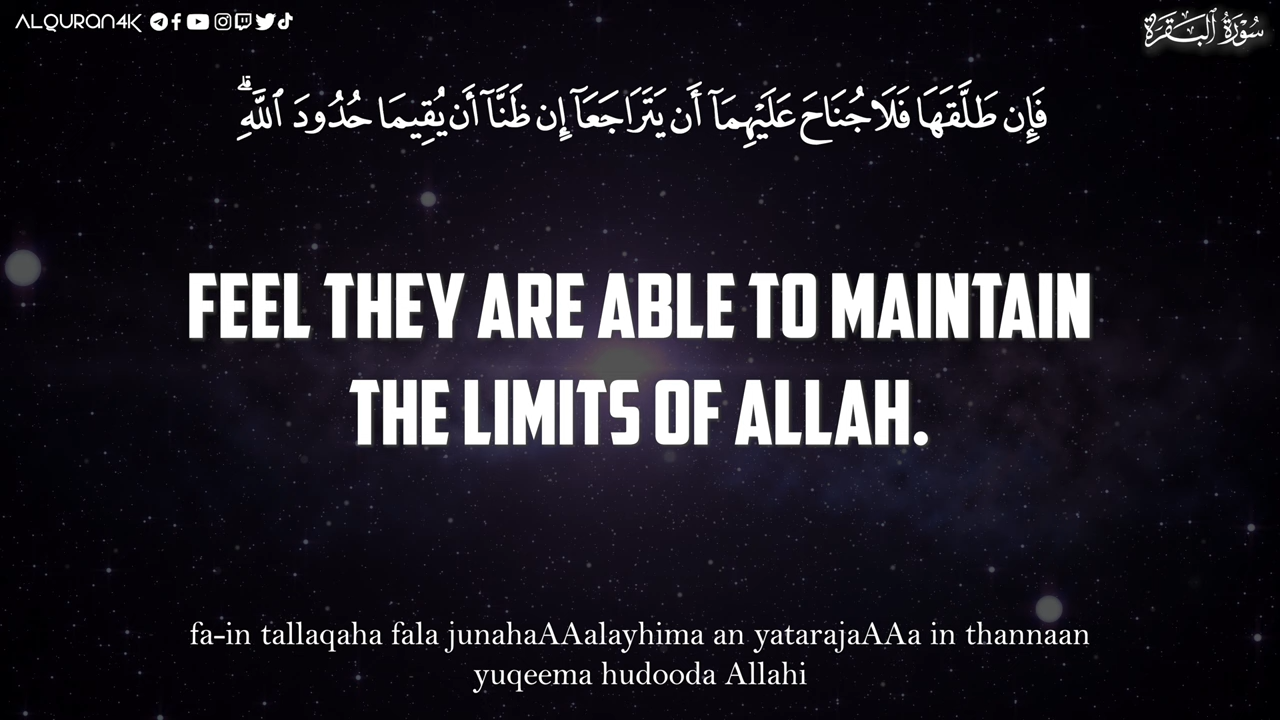 ALQURAN4K
سُورَةُ ٱلْبَقَرَةِ
فَإِن طَلَّقَهَا فَلَا جُنَاحَ عَلَيْهِمَآ أَن يَتَرَاجَعَآ إِن ظَنَّآ أَن يُقِيمَا حُدُودَ ٱللَّهِ ۗ
FEEL THEY ARE ABLE TO MAINTAIN
THE LIMITS OF ALLAH.
fa-in tallaqaha fala junahaAAalayhima an yatarajaAAa in thannaan
yuqeema hudooda Allahi